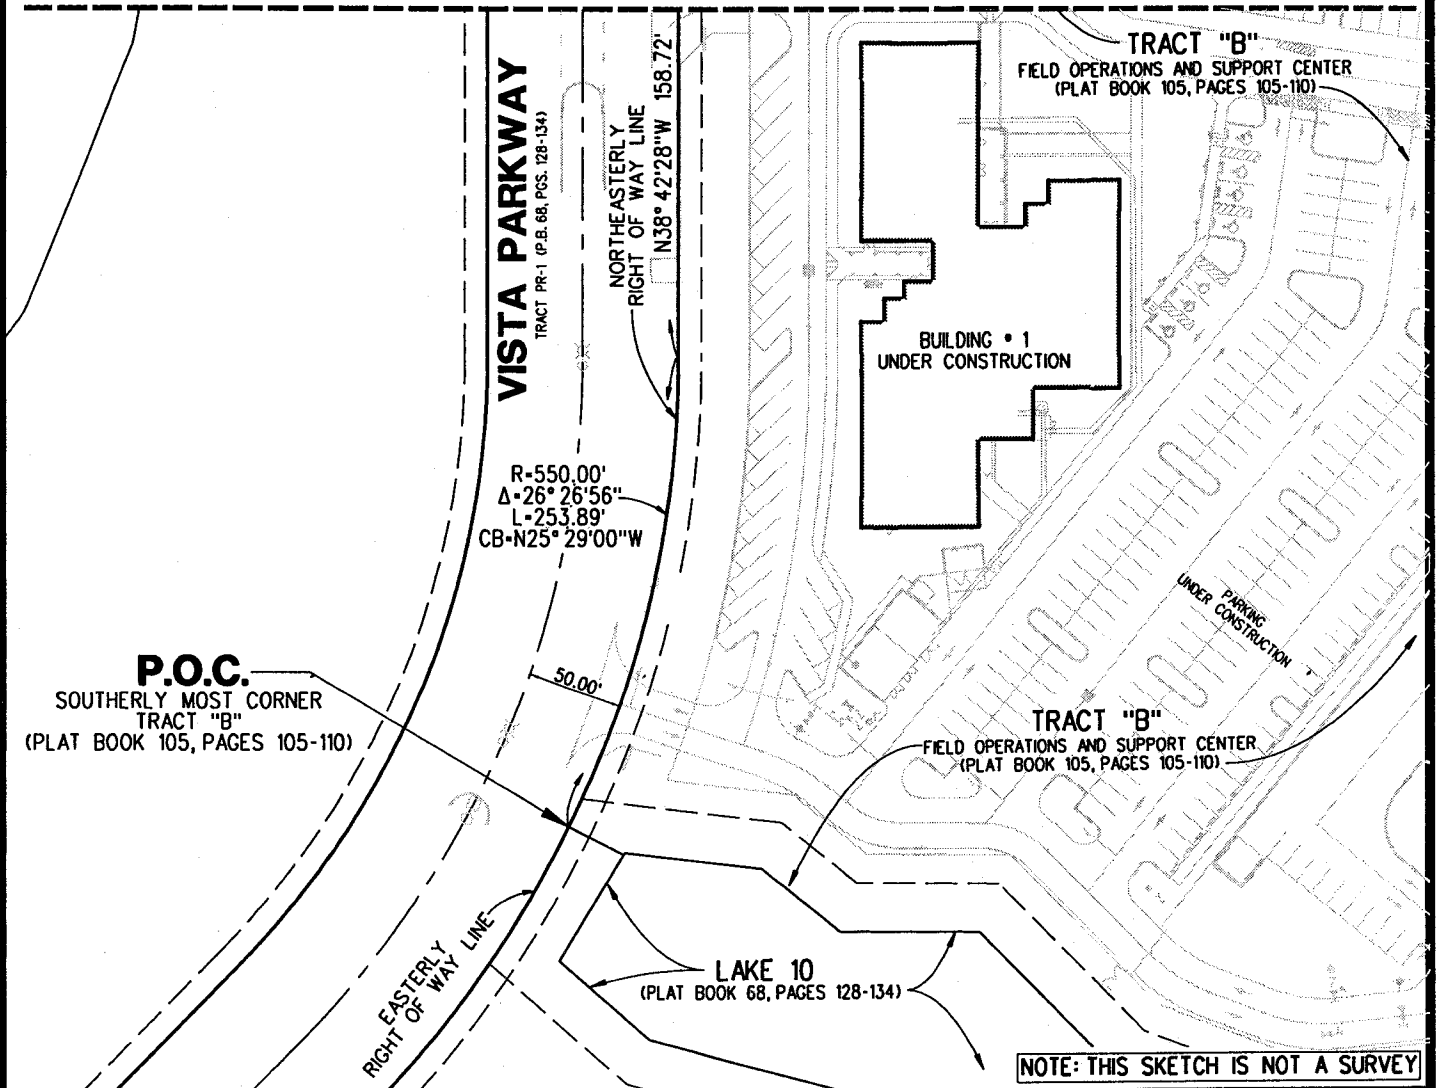 TRACT "B"
FIELD OPERATIONS AND SUPPORT CENTER
(PLAT BOOK 105, PAGES 105-110)
VISTA PARKWAY
TRACT PR-1 (P.B. 68, PGS. 128-134)
NORTHEASTERLY
RIGHT OF WAY LINE
N38° 42'28"W 158.72'
BUILDING # 1
UNDER CONSTRUCTION
R=550.00'
Δ=26° 26'56"
L=253.89'
CB=N25° 29'00"W
PARKING
UNDER CONSTRUCTION
P.O.C.
SOUTHERLY MOST CORNER
TRACT "B"
(PLAT BOOK 105, PAGES 105-110)
50.00'
TRACT "B"
FIELD OPERATIONS AND SUPPORT CENTER
(PLAT BOOK 105, PAGES 105-110)
EASTERLY
RIGHT OF WAY LINE
LAKE 10
(PLAT BOOK 68, PAGES 128-134)
NOTE: THIS SKETCH IS NOT A SURVEY